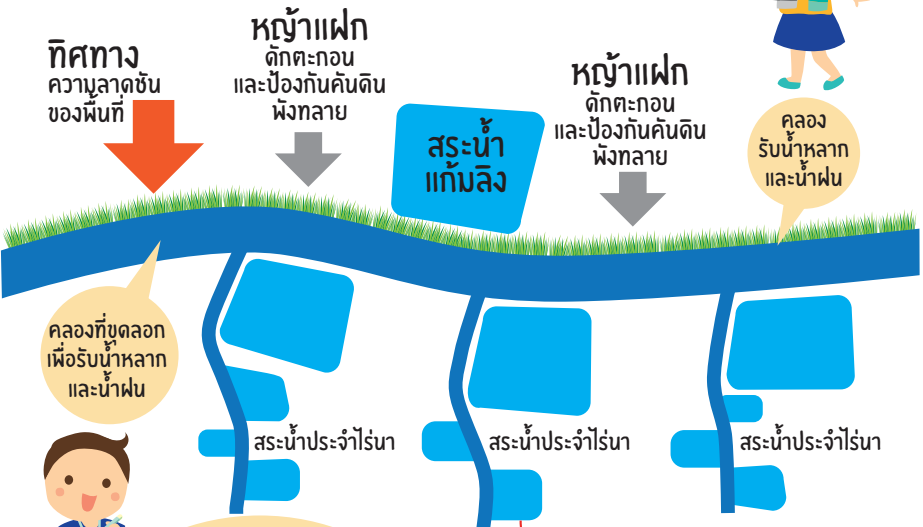 ทิศทาง
ความลาดชัน
ของพื้นที่
หญ้าแฝก
ดักตะกอน
และป้องกันคันดิน
พังทลาย
สระน้ำ
แก้มลิง
หญ้าแฝก
ดักตะกอน
และป้องกันคันดิน
พังทลาย
คลอง
รับน้ำหลาก
และน้ำฝน
คลองที่ขุดลอก
เพื่อรับน้ำหลาก
และน้ำฝน
สระน้ำประจำไร่นา
สระน้ำประจำไร่นา
สระน้ำประจำไร่นา